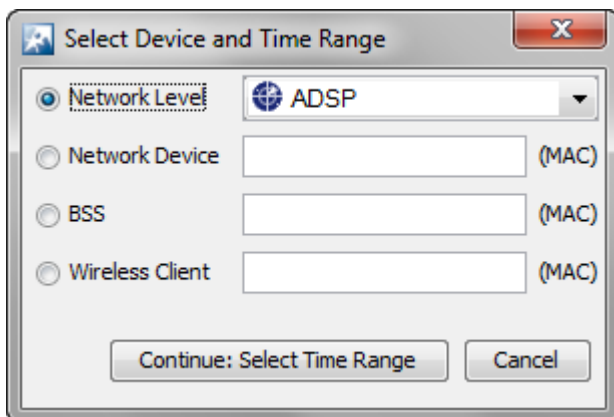 Select Device and Time Range
Network Level ADSP
Network Device (MAC)
BSS (MAC)
Wireless Client (MAC)
Continue: Select Time Range Cancel